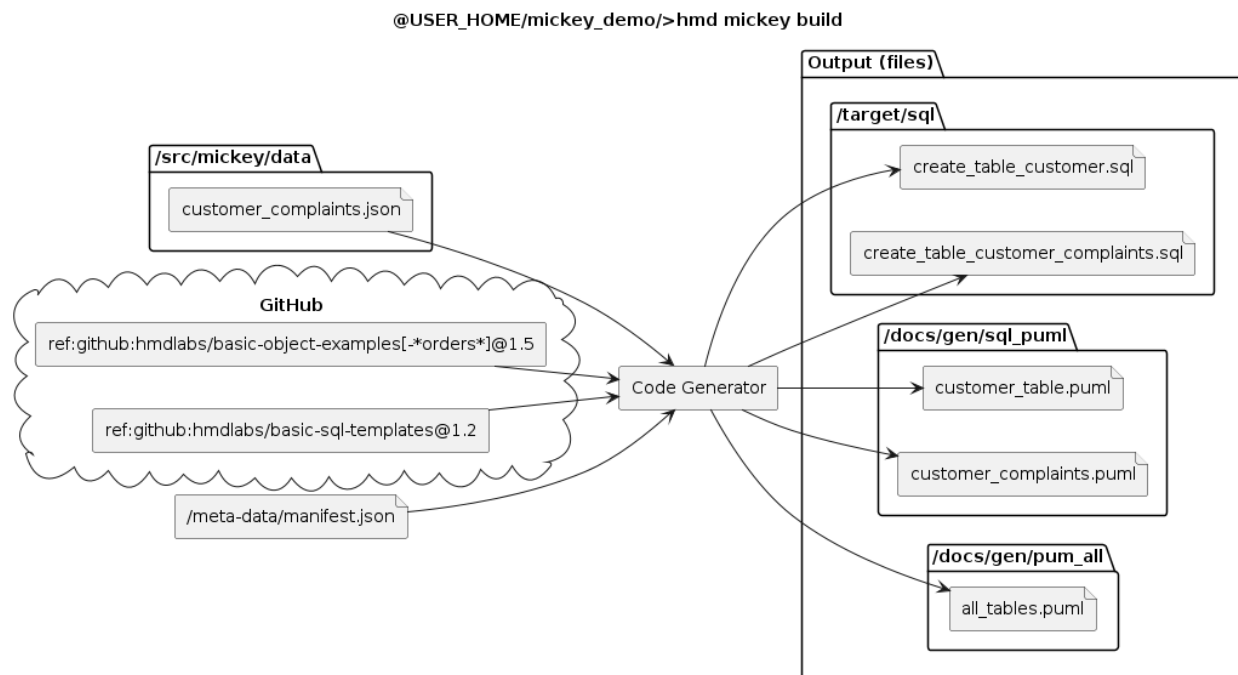 @USER_HOME/mickey_demo/>hmd mickey build
Output (files)
/target/sql
create_table_customer.sql
create_table_customer_complaints.sql
/src/mickey/data
customer_complaints.json
GitHub
ref:github:hmdlabs/basic-object-examples[-*orders*]@1.5
ref:github:hmdlabs/basic-sql-templates@1.2
/meta-data/manifest.json
Code Generator
/docs/gen/sql_puml
customer_table.puml
customer_complaints.puml
/docs/gen/pum_all
all_tables.puml